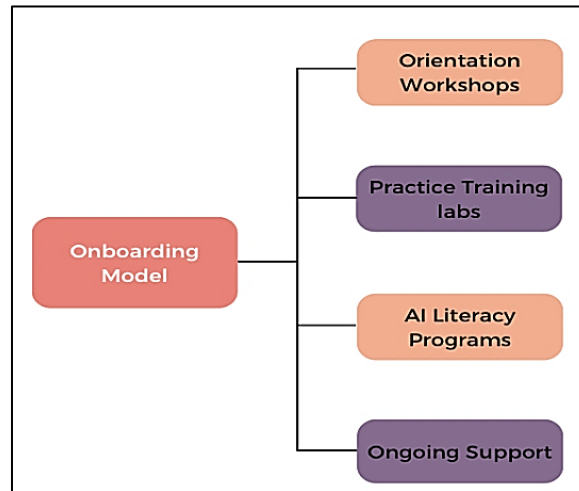 Orientation
Workshops
Practice Training
labs
Onboarding
Model
AI Literacy
Programs
Ongoing Support